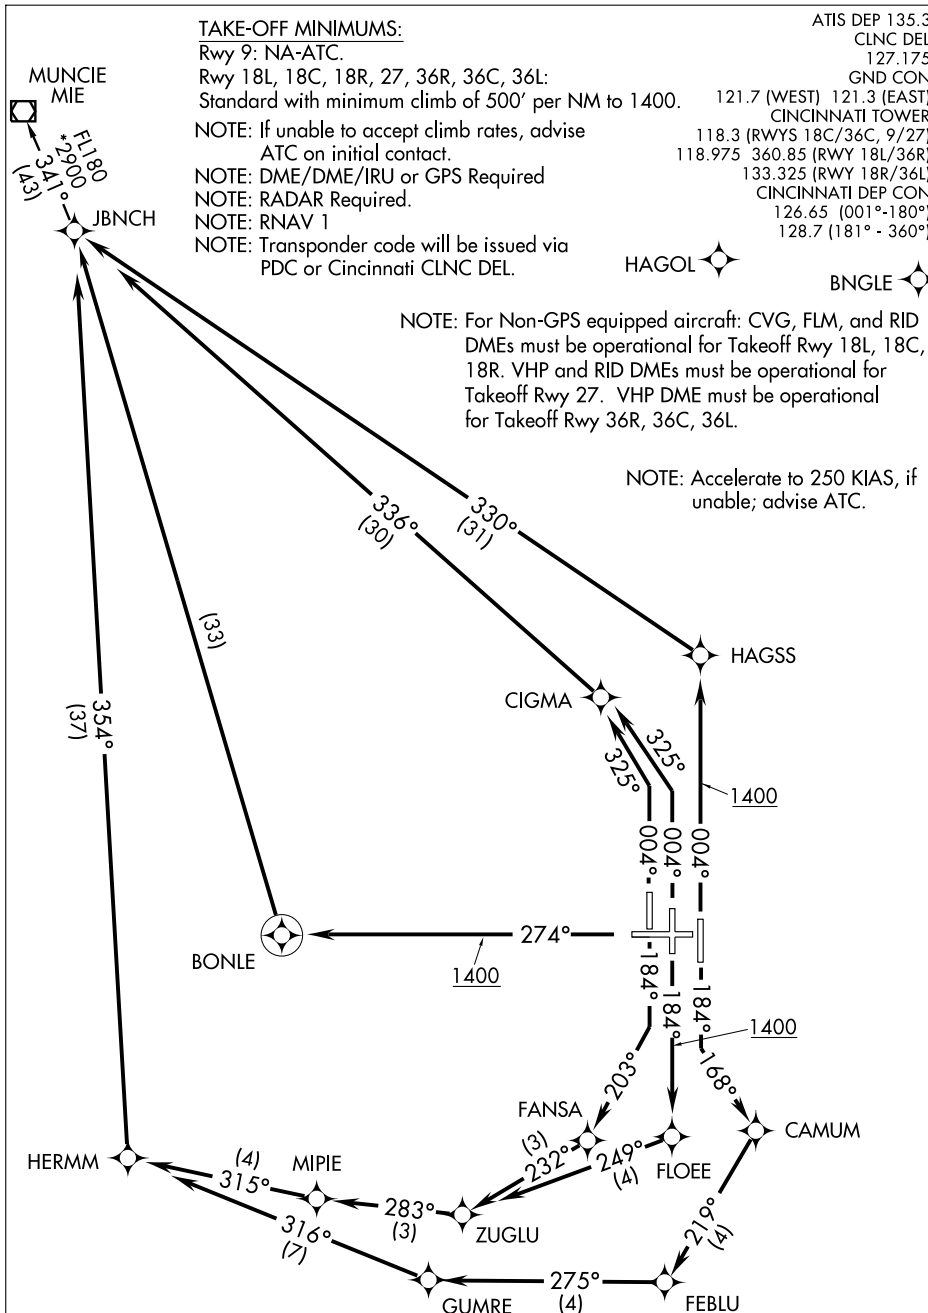 TAKE-OFF MINIMUMS:
Rwy 9: NA-ATC.
Rwy 18L, 18C, 18R, 27, 36R, 36C, 36L:
Standard with minimum climb of 500' per NM to 1400.
NOTE: If unable to accept climb rates, advise
ATC on initial contact.
NOTE: DME/DME/IRU or GPS Required
NOTE: RADAR Required.
NOTE: RNAV 1
NOTE: Transponder code will be issued via
PDC or Cincinnati CLNC DEL.
ATIS DEP 135.3
CLNC DEL
127.175
GND CON
121.7 (WEST) 121.3 (EAST)
CINCINNATI TOWER
118.3 (RWYS 18C/36C, 9/27)
118.975 360.85 (RWY 18L/36R)
133.325 (RWY 18R/36L)
CINCINNATI DEP CON
126.65 (001°-180°)
128.7 (181° - 360°)
MUNCIE
MIE
FL180
*2900
341°
(43)
JBNCH
HAGOL
BNGLE
NOTE: For Non-GPS equipped aircraft: CVG, FLM, and RID
DMEs must be operational for Takeoff Rwy 18L, 18C,
18R. VHP and RID DMEs must be operational for
Takeoff Rwy 27. VHP DME must be operational
for Takeoff Rwy 36R, 36C, 36L.
NOTE: Accelerate to 250 KIAS, if
unable; advise ATC.
336°
(30)
330°
(31)
(33)
354°
(37)
HAGSS
CIGMA
325°
325°
1400
004°
004°
004°
BONLE
274°
1400
184°
184°
184°
1400
203°
168°
FANSA
FLOEE
CAMUM
(3)
232°
249°
(4)
219°
(4)
HERMM
(4)
315°
MIPIE
283°
(3)
ZUGLU
316°
(7)
GUMRE
275°
(4)
FEBLU